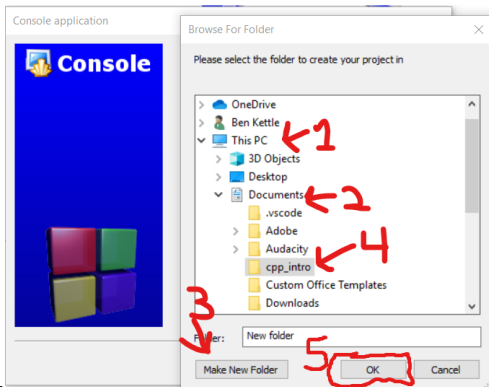 Console application
Console
Browse For Folder
Please select the folder to create your project in
OneDrive
Ben Kettle
This PC
1
3D Objects
Desktop
Documents
2
.vscode
Adobe
Audacity
4
cpp_intro
Custom Office Templates
Downloads
3
New folder
5
Make New Folder
OK
Cancel